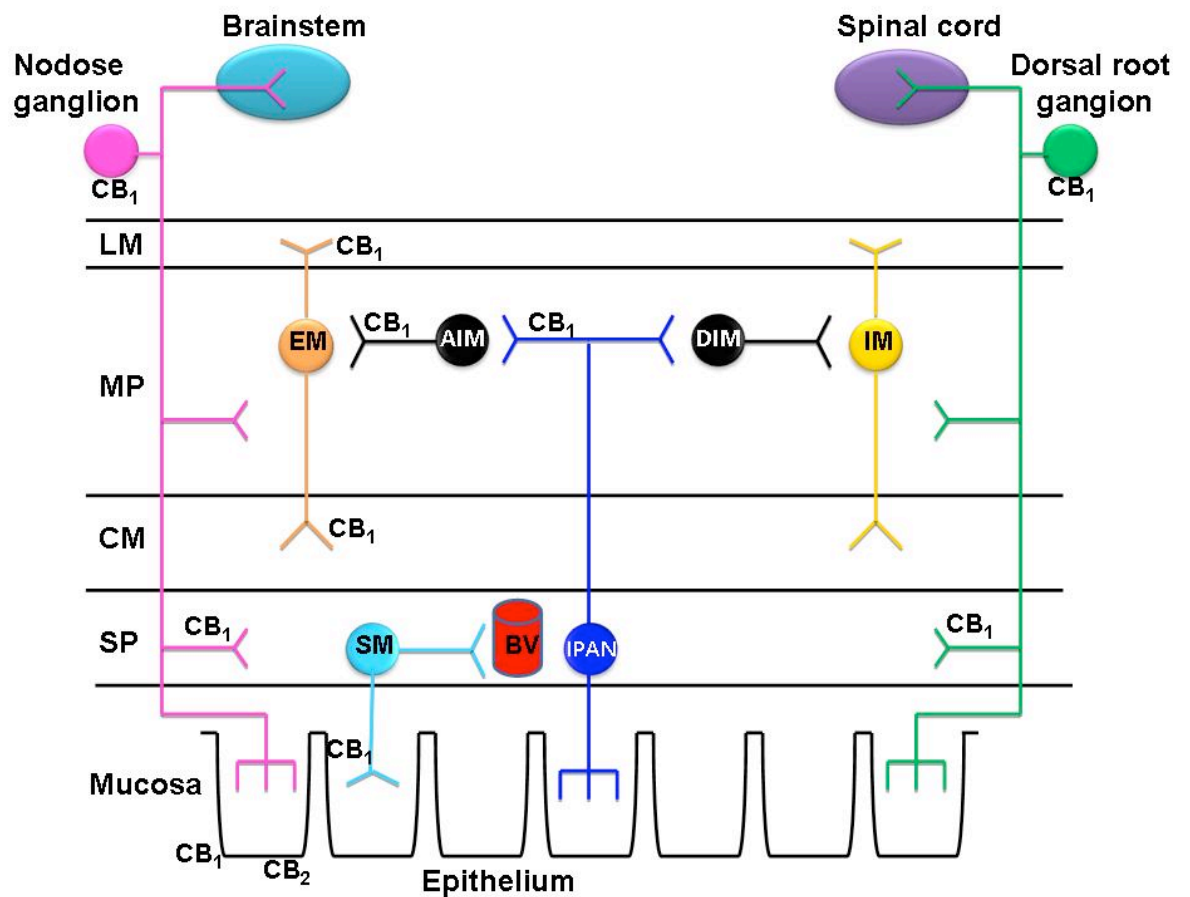 Brainstem
Spinal cord
Nodose
ganglion
Dorsal root
gangion
CB₁
CB₁
LM
CB₁
CB₁
CB₁
EM
AIM
DIM
IM
MP
CM
CB₁
CB₁
CB₁
SP
SM
BV
IPAN
CB₁
Mucosa
CB₁
CB₂
Epithelium